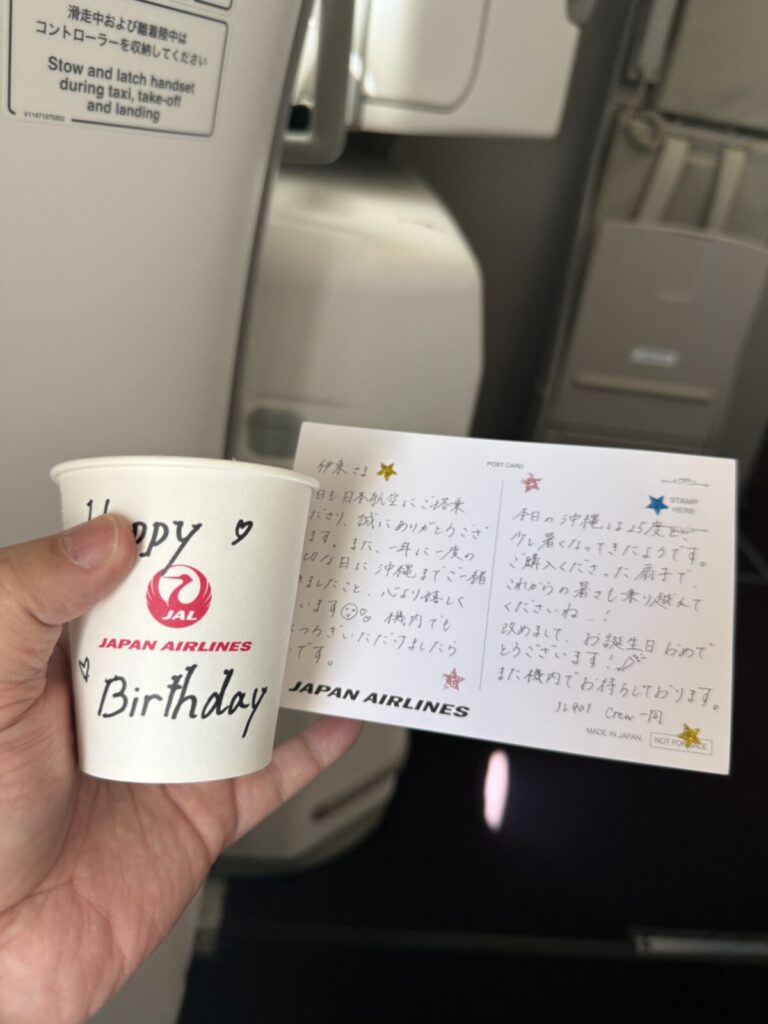 滑走中および離着陸中は
コントローラーを収納してください
Stow and latch handset
during taxi, take-off
and landing
V11471075252
Happy
JAL
JAPAN AIRLINES
Birthday
POST CARD
STAMP
HERE
伊東さま
日も日本航空にご搭乗
ださり、誠にありがとうござ
ます。また、一年に一度の
切な日に沖縄までご一緒
きましたこと、心より嬉しく
います 機内でも
くつろぎいただけましたら
です。
JAPAN AIRLINES
本日の沖縄は25度と
少し暑くなってきたようです。
ご購入くださった扇子で、
これからの暑さも乗り越えて
くださいね…!
改めまして、お誕生日おめで
とうございます!
また機内でお待ちしております。
JL901 Crew一同
MADE IN JAPAN
NOT FOR SALE